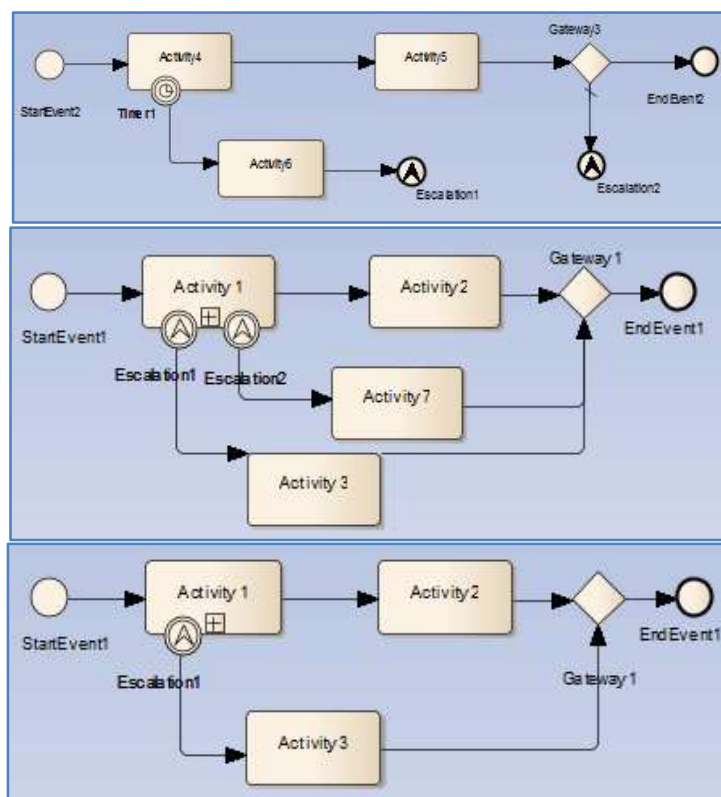 Gateway3
Activity4
Activity5
StartEvent2
Timer1
EndEvent2
Activity6
Escalation1
Escalation2
Gateway 1
Activity 1
Activity 2
StartEvent1
EndEvent1
Escalation1
Escalation2
Activity 7
Activity 3
Activity 1
Activity 2
StartEvent1
EndEvent1
Escalation1
Gateway 1
Activity 3